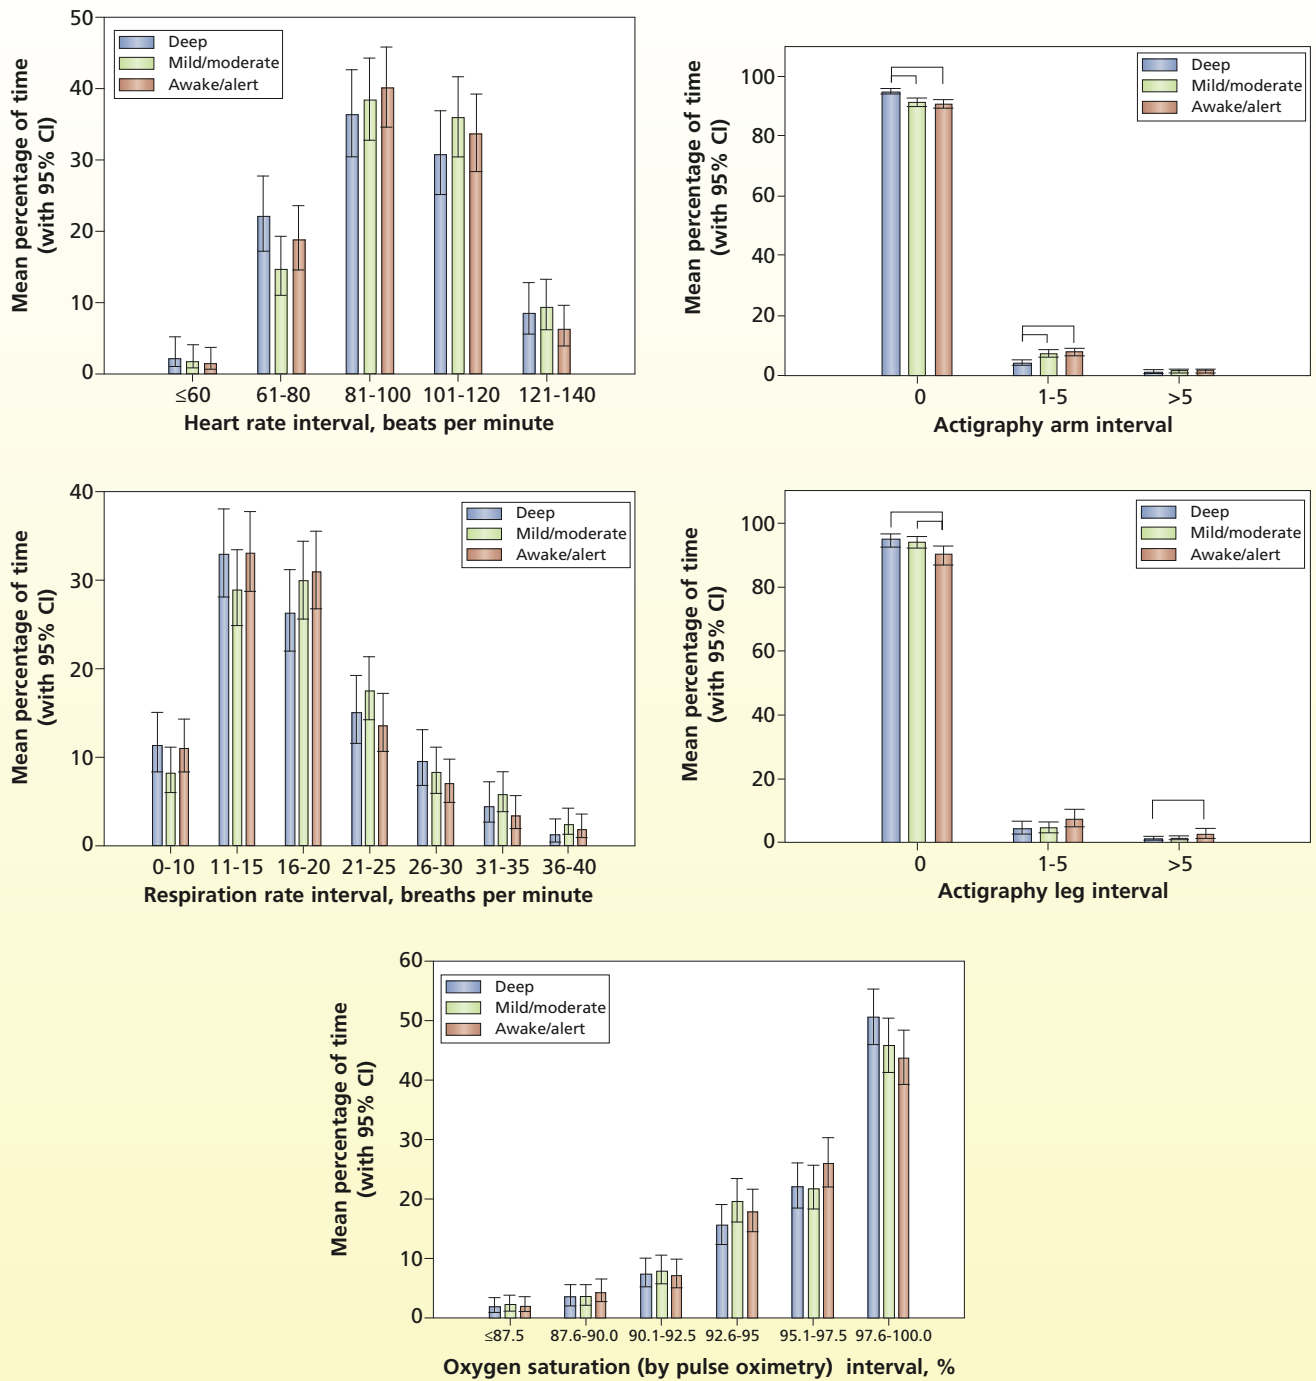 Mean percentage of time
(with 95% CI)
50
40
30
20
10
0
Deep
Mild/moderate
Awake/alert
≤60 61-80 81-100 101-120 121-140
Heart rate interval, beats per minute
Mean percentage of time
(with 95% CI)
100
80
60
40
20
0
Deep
Mild/moderate
Awake/alert
0 1-5 >5
Actigraphy arm interval
Mean percentage of time
(with 95% CI)
40
30
20
10
0
Deep
Mild/moderate
Awake/alert
0-10 11-15 16-20 21-25 26-30 31-35 36-40
Respiration rate interval, breaths per minute
Mean percentage of time
(with 95% CI)
100
80
60
40
20
0
Deep
Mild/moderate
Awake/alert
0 1-5 >5
Actigraphy leg interval
Mean percentage of time
(with 95% CI)
60
50
40
30
20
10
0
Deep
Mild/moderate
Awake/alert
≤87.5 87.6-90.0 90.1-92.5 92.6-95 95.1-97.5 97.6-100.0
Oxygen saturation (by pulse oximetry) interval, %